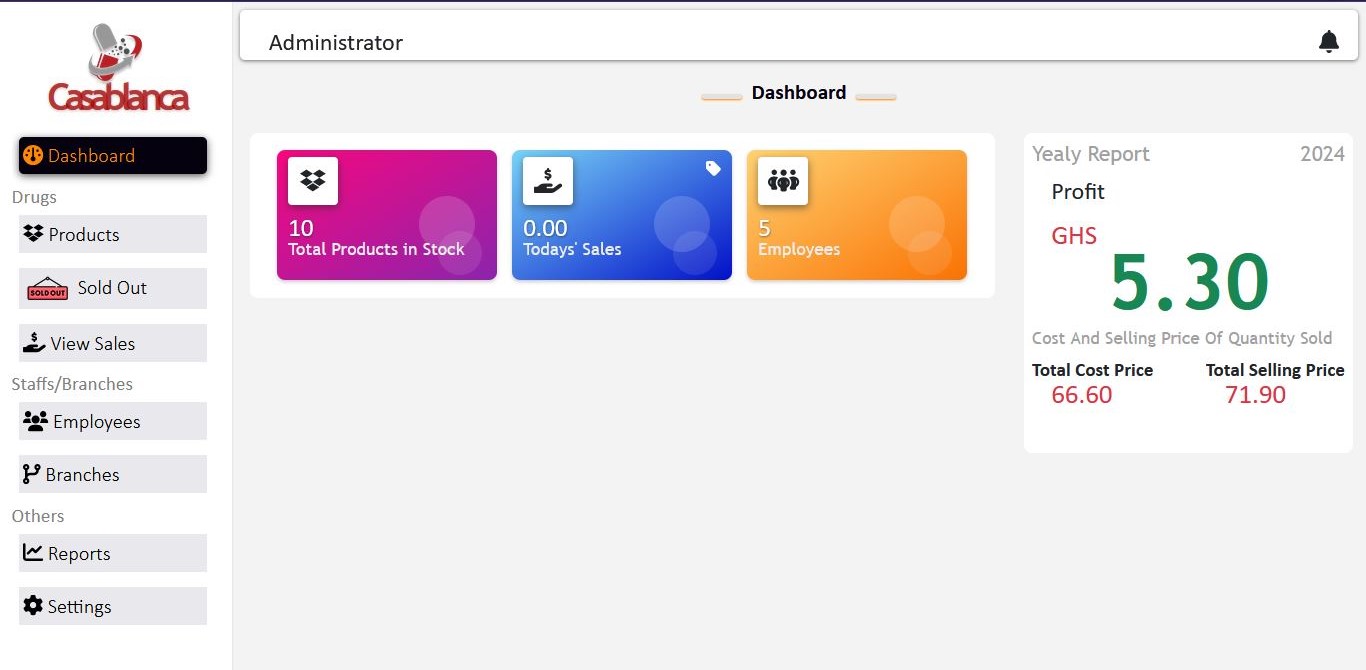 Casablanca
Dashboard
Drugs
Products
SOLD OUT
Sold Out
View Sales
Staffs/Branches
Employees
Branches
Others
Reports
Settings
Administrator
Dashboard
10
Total Products in Stock
$
0.00
Todays' Sales
5
Employees
Yealy Report 2024
Profit
GHS
5.30
Cost And Selling Price Of Quantity Sold
Total Cost Price Total Selling Price
66.60 71.90